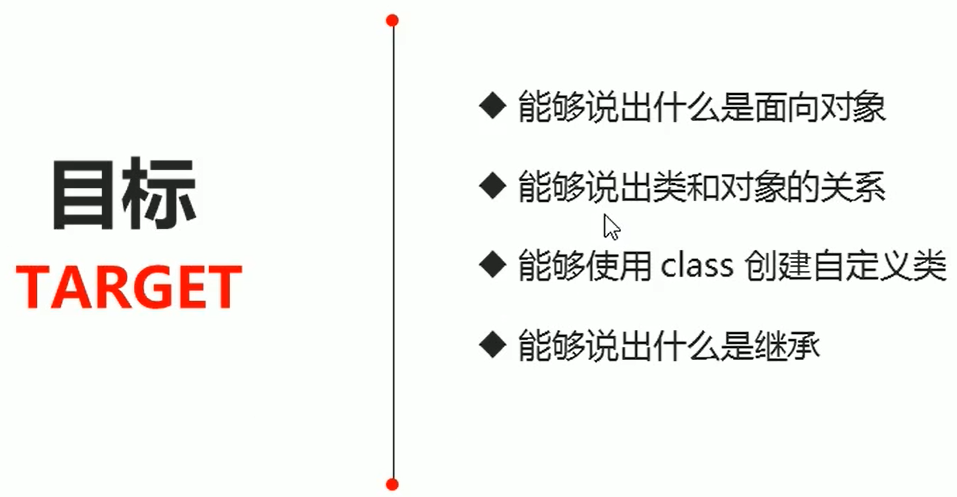 目标
TARGET
◆ 能够说出什么是面向对象
◆ 能够说出类和对象的关系
◆ 能够使用 class 创建自定义类
◆ 能够说出什么是继承